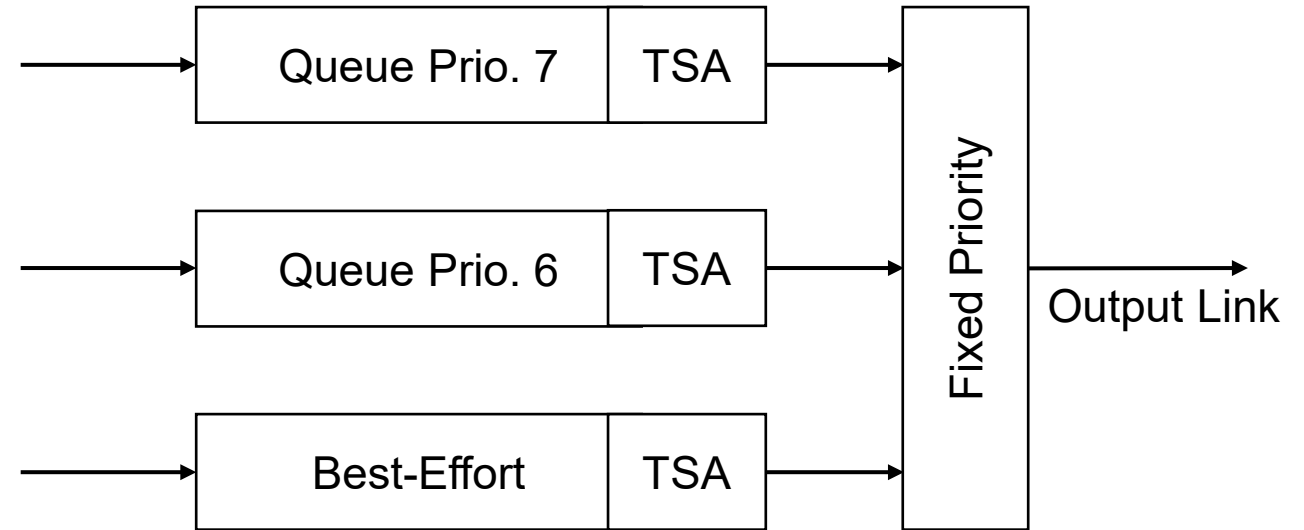 Queue Prio. 7
TSA
Queue Prio. 6
TSA
Best-Effort
TSA
Fixed Priority
Output Link